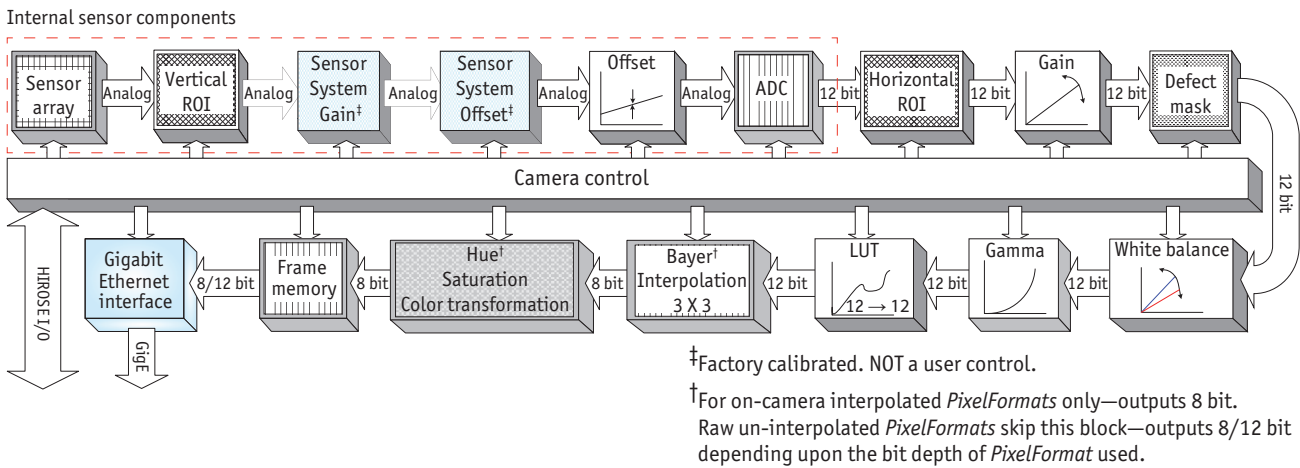 Internal sensor components
Sensor
array
Analog
Vertical
ROI
Analog
Sensor
System
Gain‡
Analog
Sensor
System
Offset‡
Analog
Offset
Analog
ADC
12 bit
Horizontal
ROI
12 bit
Gain
12 bit
Defect
mask
12 bit
Camera control
HIROSE I/O
Gigabit
Ethernet
interface
GigE
8/12 bit
Frame
memory
8 bit
Hue†
Saturation
Color transformation
8 bit
Bayer†
Interpolation
3 X 3
12 bit
LUT
12 → 12
12 bit
Gamma
12 bit
White balance
‡Factory calibrated. NOT a user control.
†For on-camera interpolated PixelFormats only—outputs 8 bit.
Raw un-interpolated PixelFormats skip this block—outputs 8/12 bit
depending upon the bit depth of PixelFormat used.